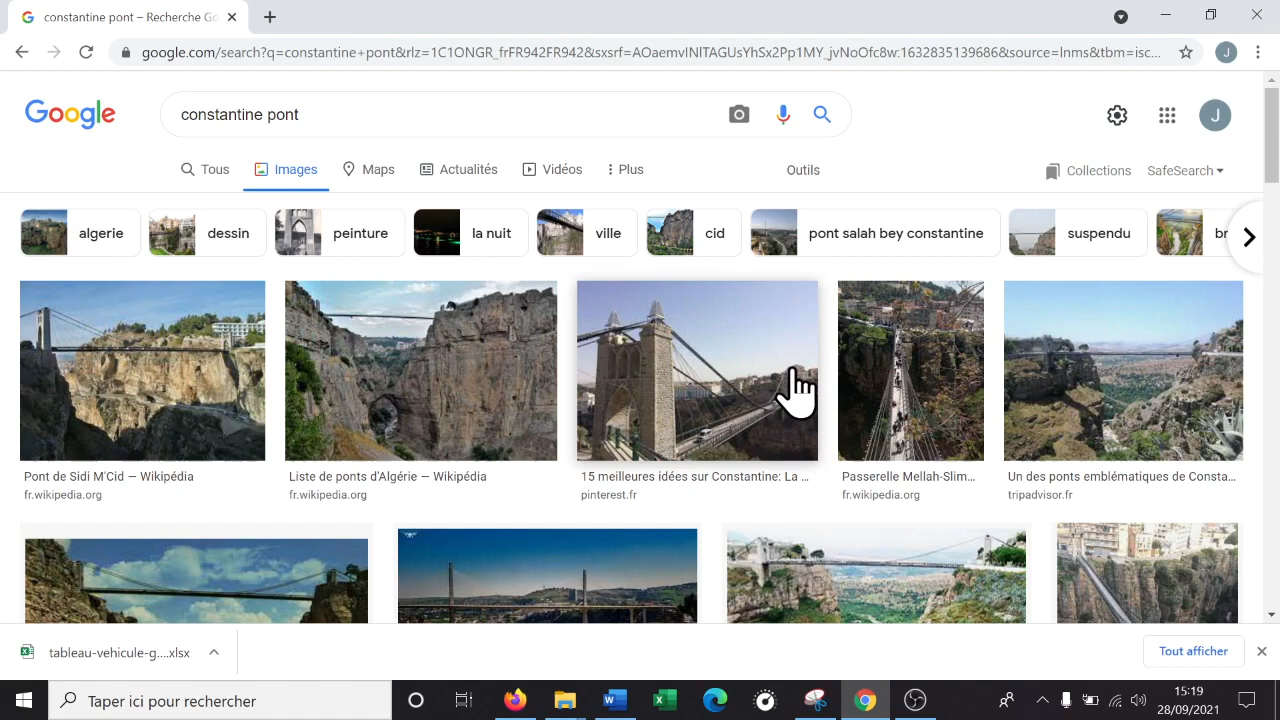 constantine pont – Recherche Go
google.com/search?q=constantine+pont&rlz=1C1ONGR_frFR942FR942&sxsrf=AOaemvINITAGUsYhSx2Pp1MY_jvNoOfc8w:1632835139686&source=lnms&tbm=isc...
J
Google
constantine pont
J
Tous
Images
Maps
Actualités
Vidéos
Plus
Outils
Collections
SafeSearch
algerie
dessin
peinture
la nuit
ville
cid
pont salah bey constantine
suspendu
br
Pont de Sidi M'Cid — Wikipédia
fr.wikipedia.org
Liste de ponts d'Algérie — Wikipédia
fr.wikipedia.org
15 meilleures idées sur Constantine: La ...
pinterest.fr
Passerelle Mellah-Slim...
fr.wikipedia.org
Un des ponts emblématiques de Consta...
tripadvisor.fr
tableau-vehicule-g....xlsx
Tout afficher
Taper ici pour rechercher
15:19
28/09/2021